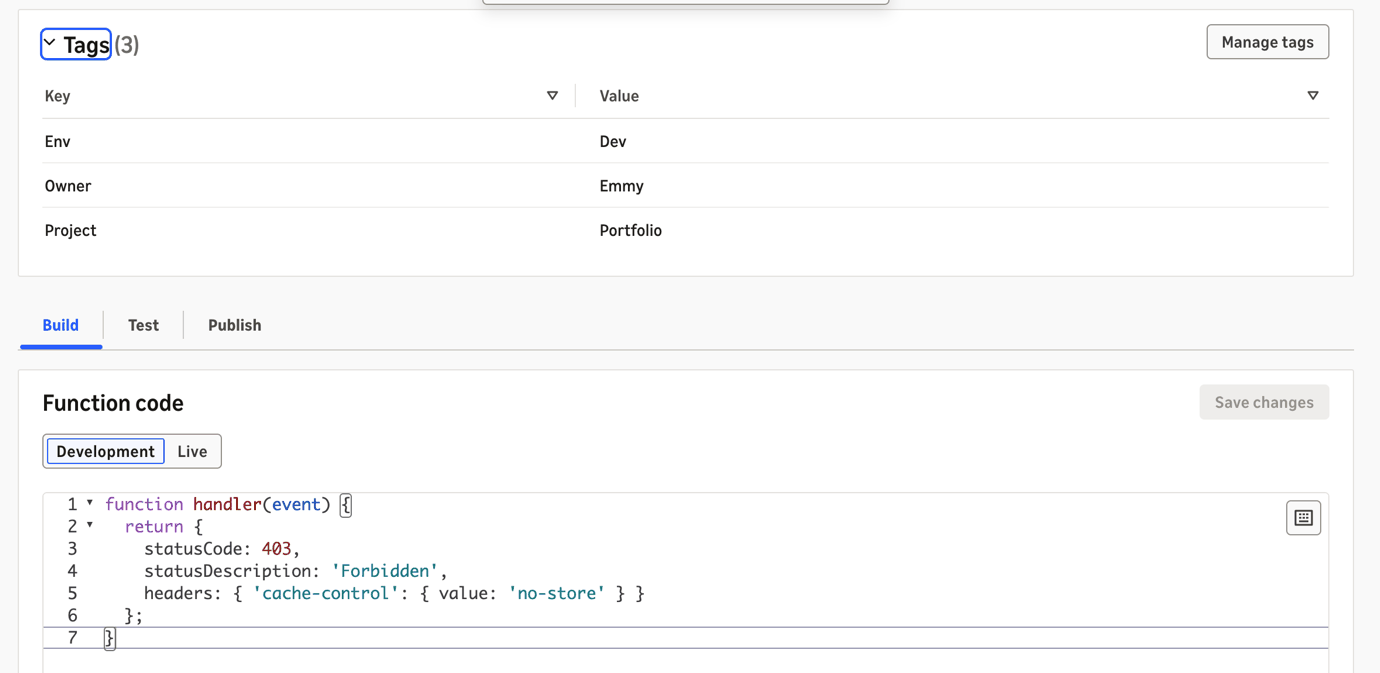 Tags (3)
Manage tags
Key Value
Env Dev
Owner Emmy
Project Portfolio
Build Test Publish
Function code
Save changes
Development Live
1 function handler(event) {
2 return {
3 statusCode: 403,
4 statusDescription: 'Forbidden',
5 headers: { 'cache-control': { value: 'no-store' } }
6 };
7 }